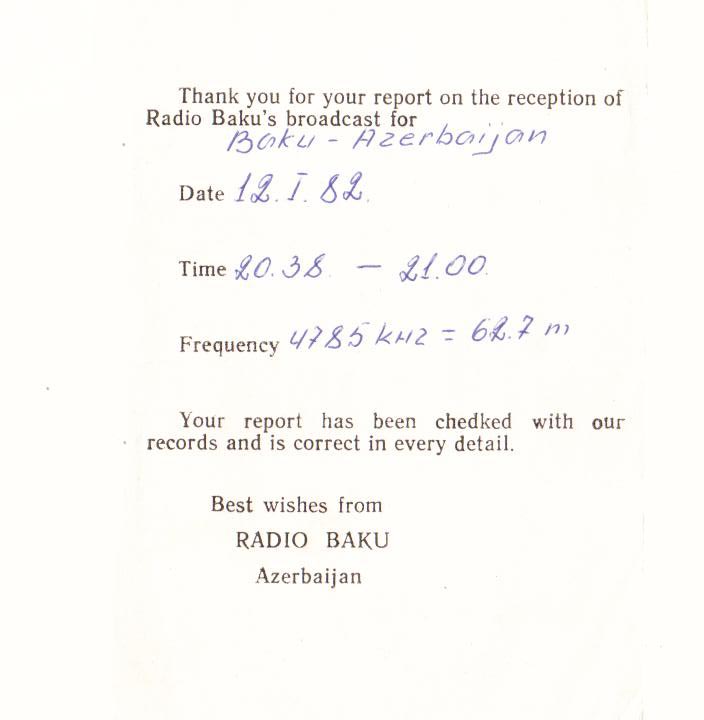 Thank you for your report on the reception of
Radio Baku's broadcast for
Baku - Azerbaijan
Date 12. I. 82.
Time 20.38 — 21.00.
Frequency 4785 kHz = 62.7 m
Your report has been chedked with our
records and is correct in every detail.
Best wishes from
RADIO BAKU
Azerbaijan